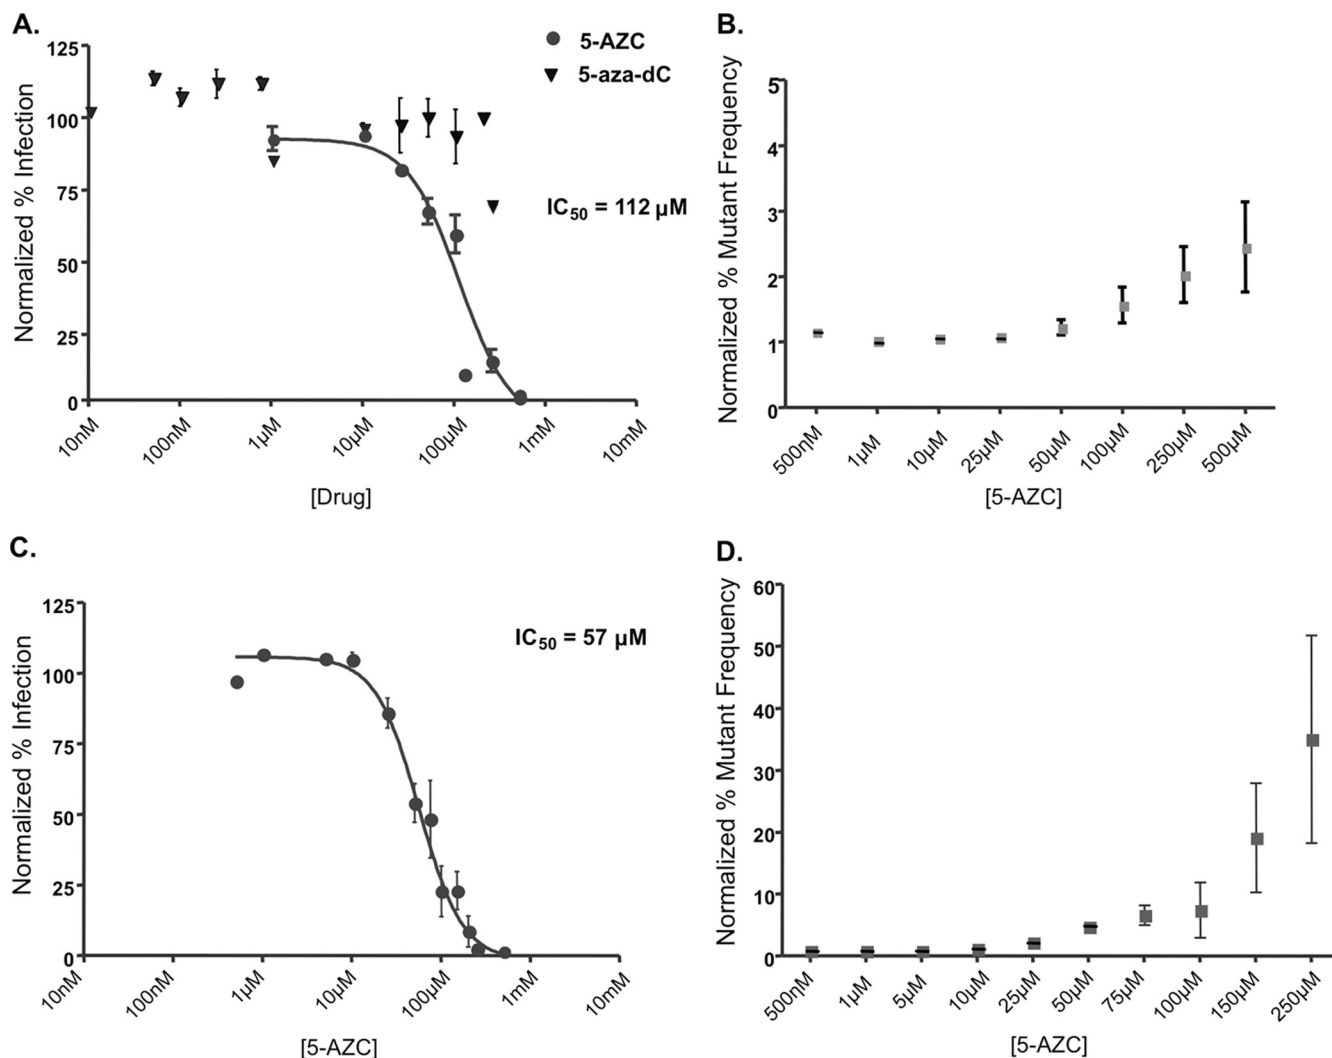 A.
5-AZC
5-aza-dC
Normalized % Infection
125
100
75
50
25
0
IC50 = 112 µM
10nM
100nM
1µM
10µM
100µM
1mM
10mM
[Drug]
B.
Normalized % Mutant Frequency
5
4
3
2
1
0
500nM
1µM
10µM
25µM
50µM
100µM
250µM
500µM
[5-AZC]
C.
Normalized % Infection
125
100
75
50
25
0
IC50 = 57 µM
10nM
100nM
1µM
10µM
100µM
1mM
10mM
[5-AZC]
D.
Normalized % Mutant Frequency
60
50
40
30
20
10
0
500nM
1µM
5µM
10µM
25µM
50µM
75µM
100µM
150µM
250µM
[5-AZC]